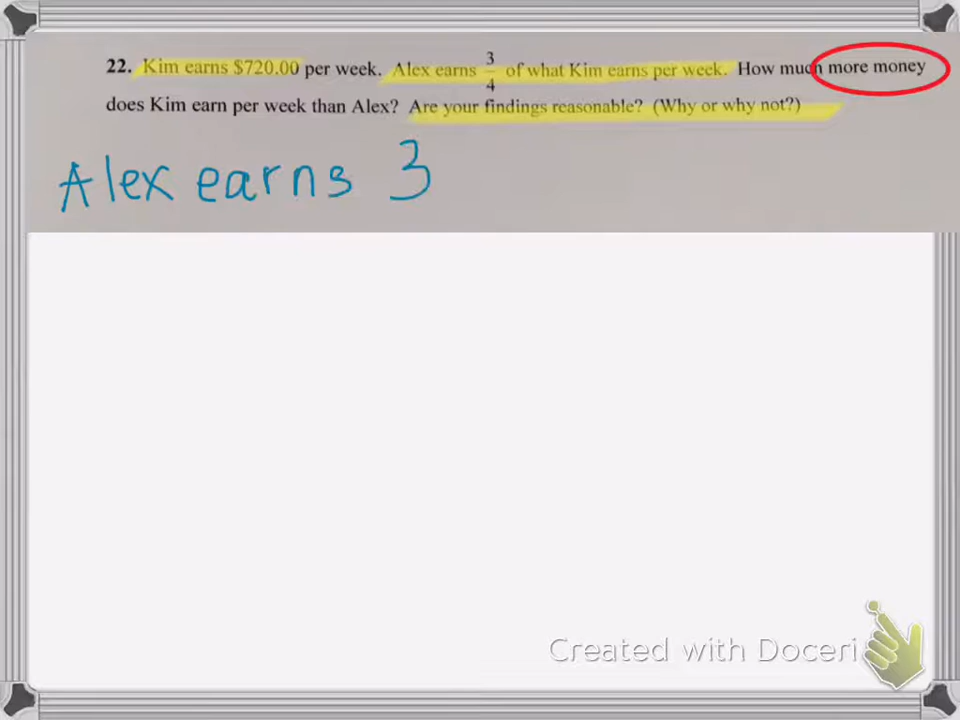 22. Kim earns $720.00 per week. Alex earns 3/4 of what Kim earns per week. How much more money
does Kim earn per week than Alex? Are your findings reasonable? (Why or why not?)
Alex earns 3
Created with Doceri